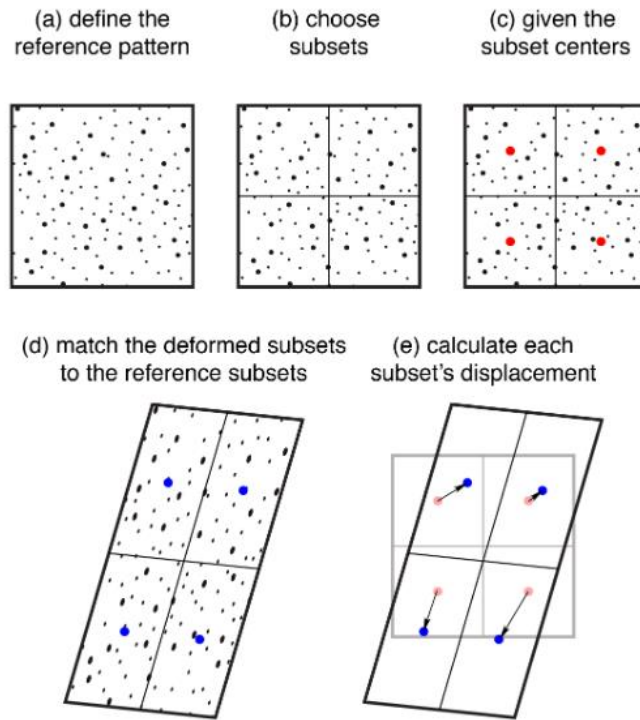 (a) define the
reference pattern
(b) choose
subsets
(c) given the
subset centers
(d) match the deformed subsets
to the reference subsets
(e) calculate each
subset's displacement